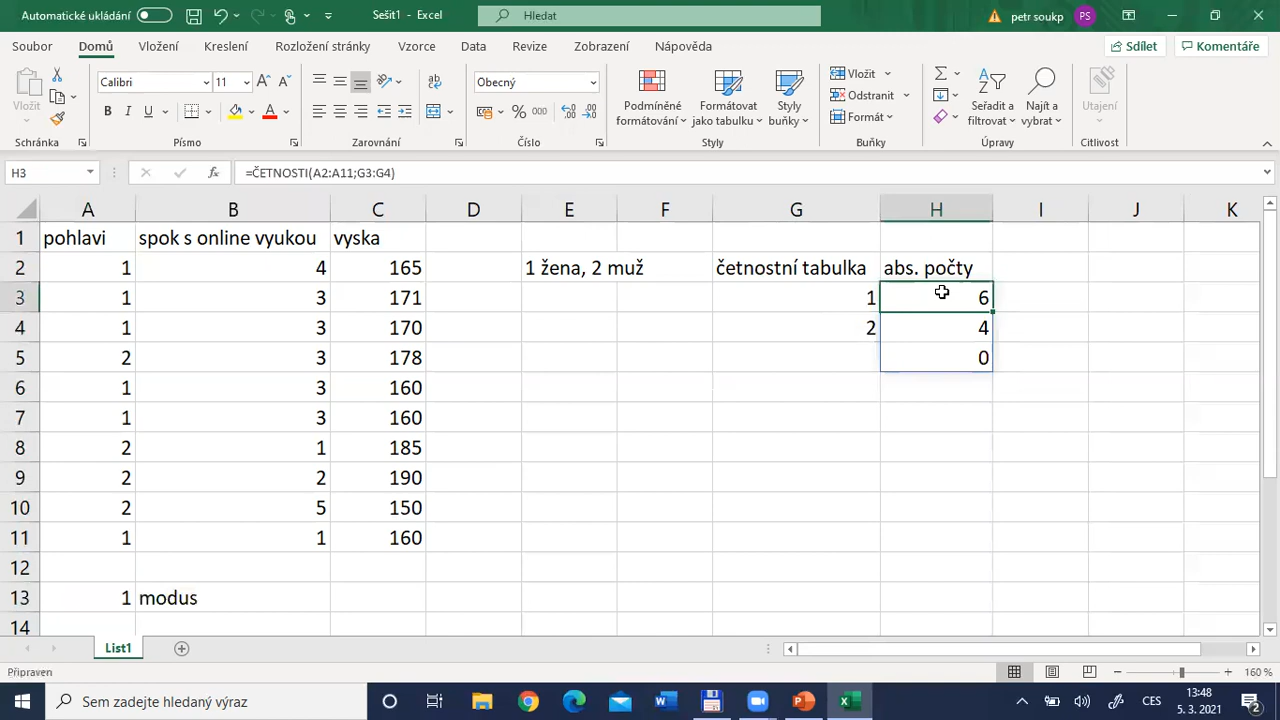 Automatické ukládání
Sešit1 - Excel
Hledat
petr soukp PS
Soubor Domů Vložení Kreslení Rozložení stránky Vzorce Data Revize Zobrazení Nápověda Sdílet Komentáře
Vložit
Calibri 11
Obecný
Podmíněné formátování
Formátovat jako tabulku
Styly buňky
Vložit
Odstranit
Formát
Seřadit a filtrovat
Najít a vybrat
Utajení
Schránka Písmo Zarovnání Číslo Styly Buňky Úpravy Citlivost
H3 fx =ČETNOSTI(A2:A11;G3:G4)
A B C D E F G H I J K
1 pohlavi spok s online vyukou vyska
2 1 4 165 1 žena, 2 muž četnostní tabulka abs. počty
3 1 3 171 1 6
4 1 3 170 2 4
5 2 3 178 0
6 1 3 160
7 1 3 160
8 2 1 185
9 2 2 190
10 2 5 150
11 1 1 160
12
13 1 modus
14
List1
Připraven 160 %
Sem zadejte hledaný výraz
CES
13:48
5. 3. 2021
2